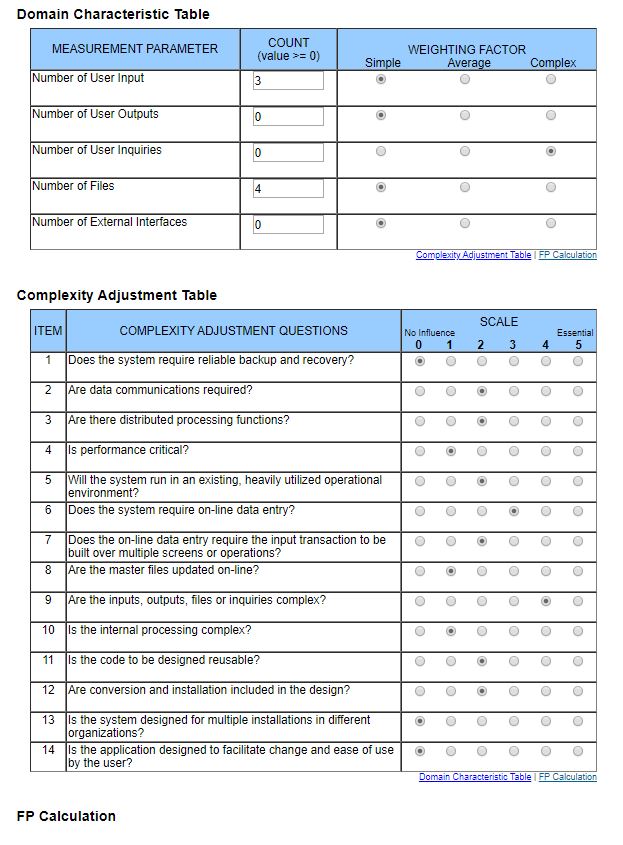 Domain Characteristic Table
MEASUREMENT PARAMETER
COUNT
(value >= 0)
WEIGHTING FACTOR
Simple Average Complex
Number of User Input
3
Number of User Outputs
0
Number of User Inquiries
0
Number of Files
4
Number of External Interfaces
0
Complexity Adjustment Table | FP Calculation
Complexity Adjustment Table
ITEM
COMPLEXITY ADJUSTMENT QUESTIONS
SCALE
No Influence Essential
0 1 2 3 4 5
1 Does the system require reliable backup and recovery?
2 Are data communications required?
3 Are there distributed processing functions?
4 Is performance critical?
5 Will the system run in an existing, heavily utilized operational
environment?
6 Does the system require on-line data entry?
7 Does the on-line data entry require the input transaction to be
built over multiple screens or operations?
8 Are the master files updated on-line?
9 Are the inputs, outputs, files or inquiries complex?
10 Is the internal processing complex?
11 Is the code to be designed reusable?
12 Are conversion and installation included in the design?
13 Is the system designed for multiple installations in different
organizations?
14 Is the application designed to facilitate change and ease of use
by the user?
Domain Characteristic Table | FP Calculation
FP Calculation